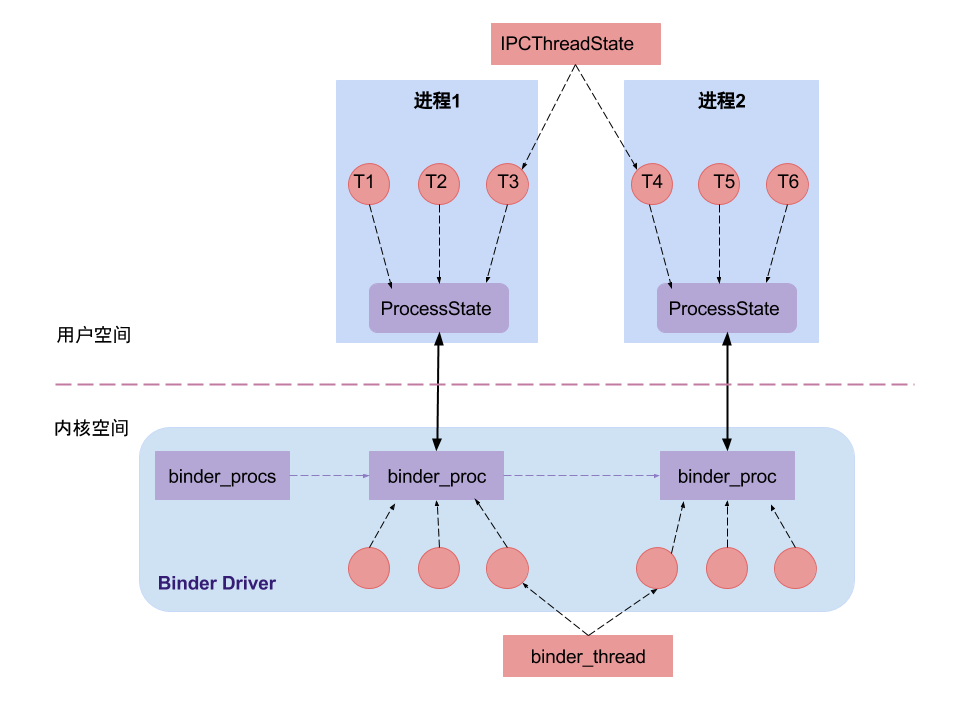 IPCThreadState
进程1
进程2
T1
T2
T3
T4
T5
T6
ProcessState
ProcessState
用户空间
内核空间
binder_procs
binder_proc
binder_proc
Binder Driver
binder_thread